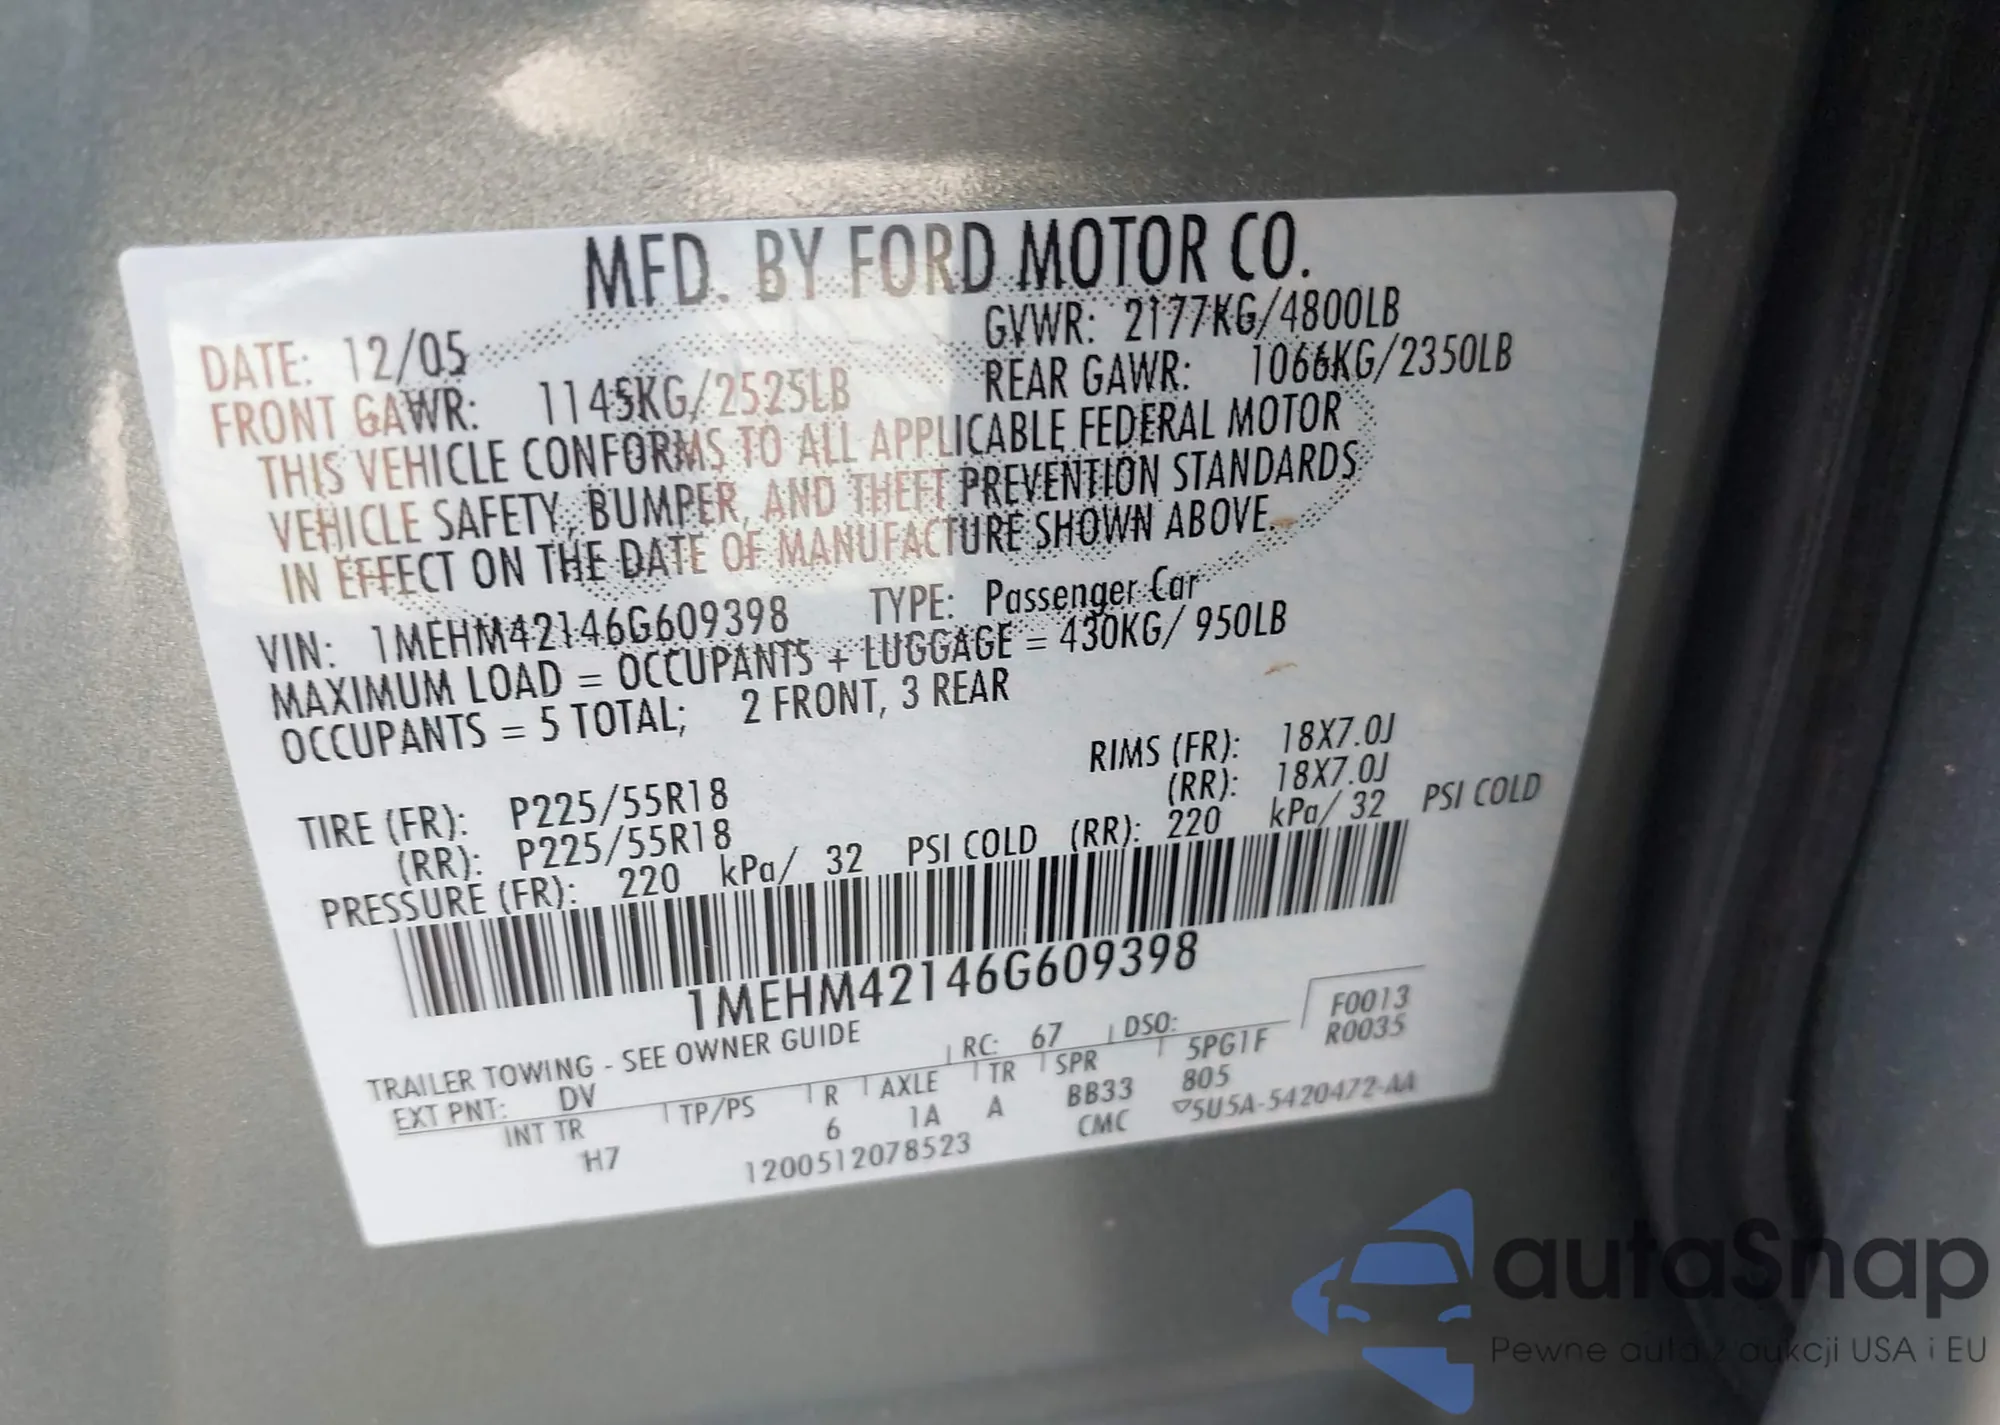 MFD. BY FORD MOTOR CO.
DATE: 12/05 GVWR: 2177KG/4800LB
FRONT GAWR: 1145KG/2525LB REAR GAWR: 1066KG/2350LB
THIS VEHICLE CONFORMS TO ALL APPLICABLE FEDERAL MOTOR
VEHICLE SAFETY, BUMPER, AND THEFT PREVENTION STANDARDS
IN EFFECT ON THE DATE OF MANUFACTURE SHOWN ABOVE.
VIN: 1MEHM42146G609398 TYPE: Passenger Car
MAXIMUM LOAD = OCCUPANTS + LUGGAGE = 430KG/ 950LB
OCCUPANTS = 5 TOTAL; 2 FRONT, 3 REAR
TIRE (FR): P225/55R18 RIMS (FR): 18X7.0J
(RR): P225/55R18 (RR): 18X7.0J
PRESSURE (FR): 220 kPa/ 32 PSI COLD (RR): 220 kPa/ 32 PSI COLD
1MEHM42146G609398
TRAILER TOWING - SEE OWNER GUIDE
F0013
R0035
EXT PNT: DV RC: 67 DSO:
INT TR TP/PS R AXLE TR SPR 5PG1F
H7 6 1A A BB33 805
1200512078523 CMC ▽5U5A-5420472-AA
autaSnap
Pewne auta z aukcji USA i EU